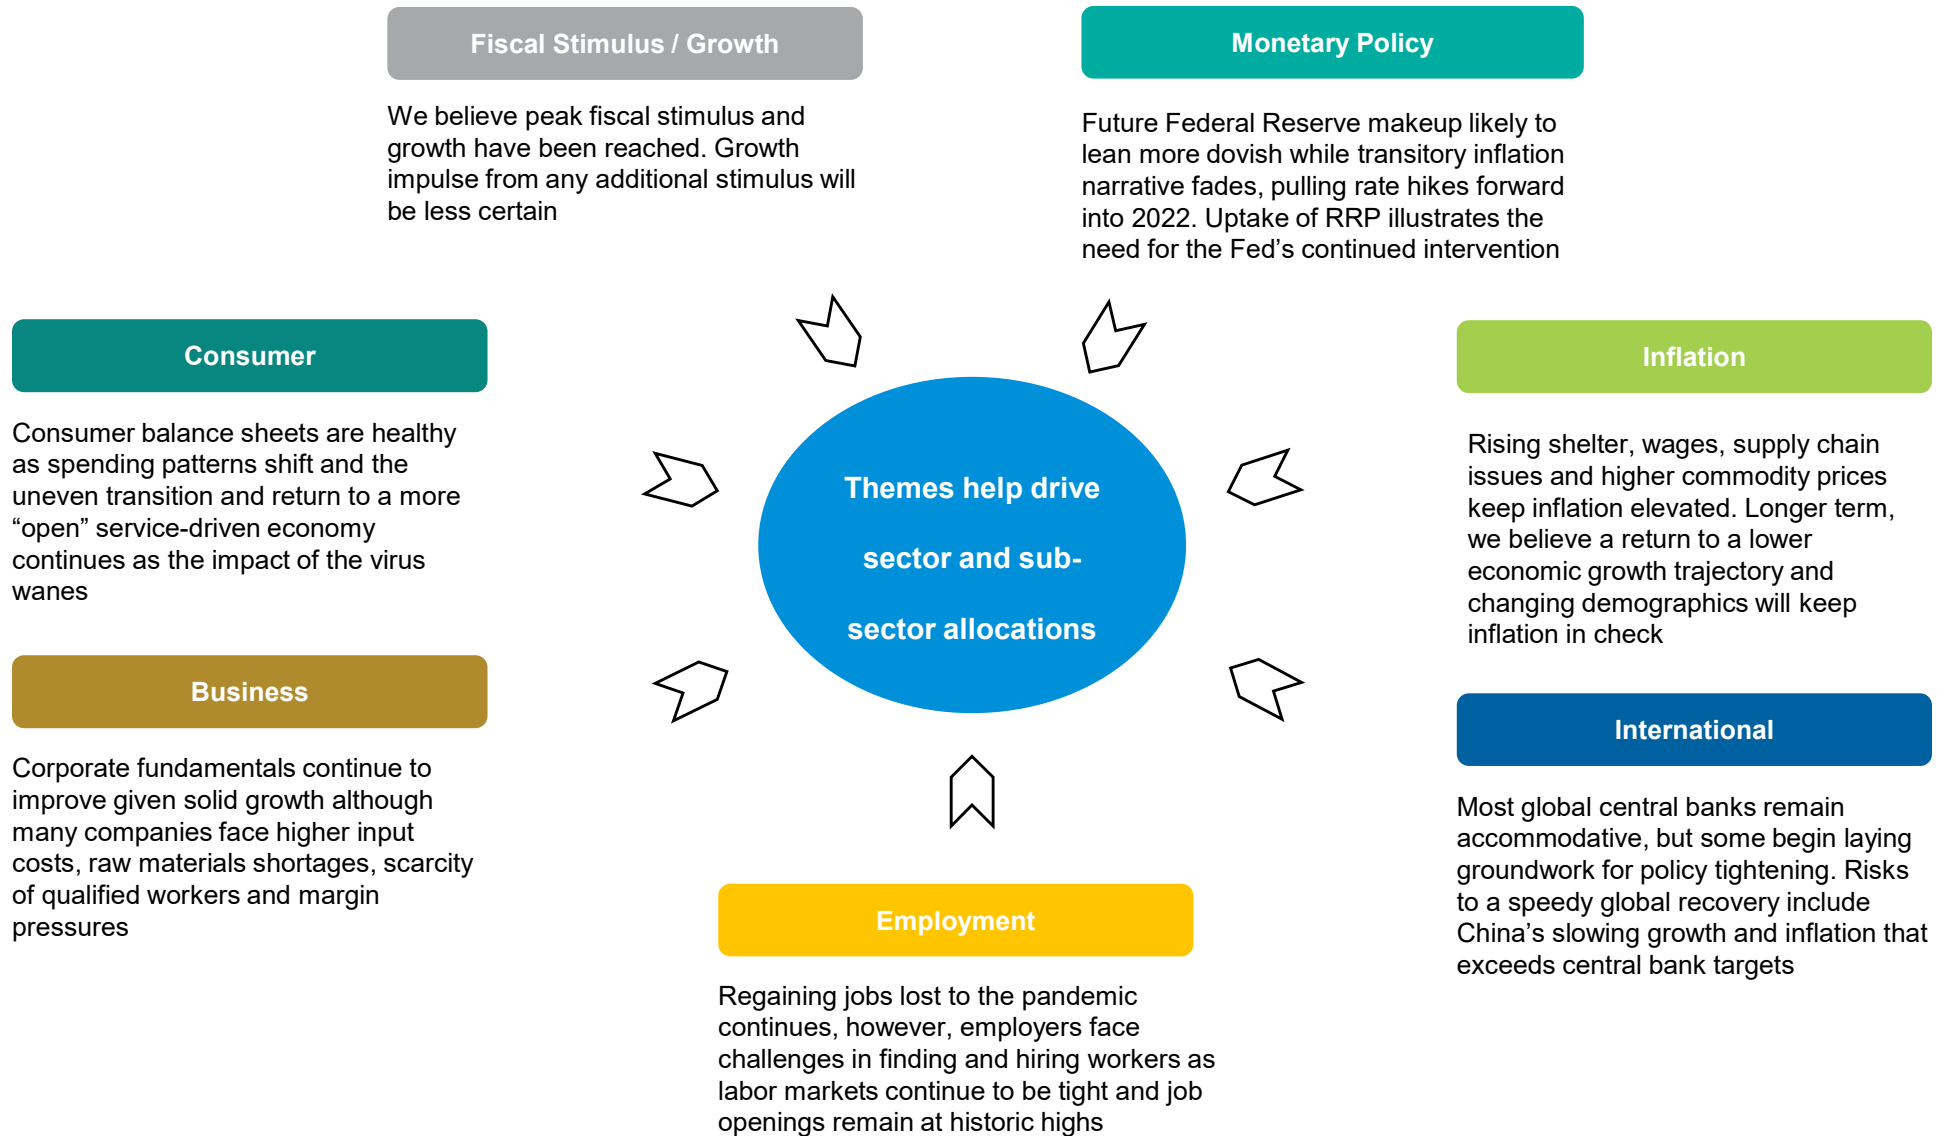 Fiscal Stimulus / Growth
We believe peak fiscal stimulus and
growth have been reached. Growth
impulse from any additional stimulus will
be less certain
Monetary Policy
Future Federal Reserve makeup likely to
lean more dovish while transitory inflation
narrative fades, pulling rate hikes forward
into 2022. Uptake of RRP illustrates the
need for the Fed’s continued intervention
Consumer
Consumer balance sheets are healthy
as spending patterns shift and the
uneven transition and return to a more
“open” service-driven economy
continues as the impact of the virus
wanes
Themes help drive
sector and sub-
sector allocations
Inflation
Rising shelter, wages, supply chain
issues and higher commodity prices
keep inflation elevated. Longer term,
we believe a return to a lower
economic growth trajectory and
changing demographics will keep
inflation in check
Business
Corporate fundamentals continue to
improve given solid growth although
many companies face higher input
costs, raw materials shortages, scarcity
of qualified workers and margin
pressures
International
Most global central banks remain
accommodative, but some begin laying
groundwork for policy tightening. Risks
to a speedy global recovery include
China’s slowing growth and inflation that
exceeds central bank targets
Employment
Regaining jobs lost to the pandemic
continues, however, employers face
challenges in finding and hiring workers as
labor markets continue to be tight and job
openings remain at historic highs